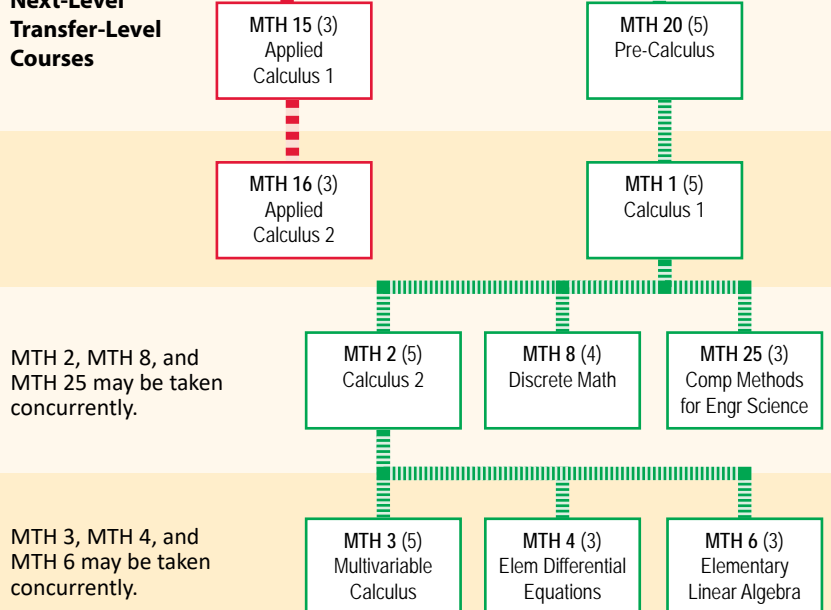 Next-Level
Transfer-Level
Courses
MTH 15 (3)
Applied
Calculus 1
MTH 20 (5)
Pre-Calculus
MTH 16 (3)
Applied
Calculus 2
MTH 1 (5)
Calculus 1
MTH 2, MTH 8, and
MTH 25 may be taken
concurrently.
MTH 2 (5)
Calculus 2
MTH 8 (4)
Discrete Math
MTH 25 (3)
Comp Methods
for Engr Science
MTH 3, MTH 4, and
MTH 6 may be taken
concurrently.
MTH 3 (5)
Multivariable
Calculus
MTH 4 (3)
Elem Differential
Equations
MTH 6 (3)
Elementary
Linear Algebra